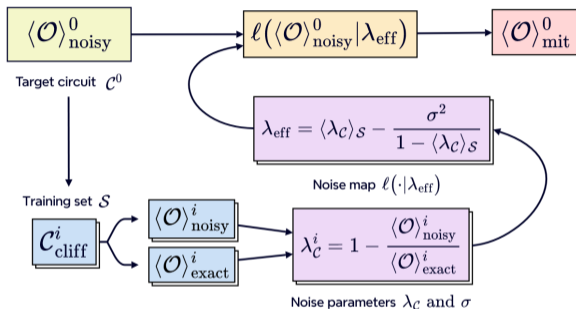 ⟨𝒪⟩⁰_noisy
ℓ(⟨𝒪⟩⁰_noisy|λ_eff)
⟨𝒪⟩⁰_mit
Target circuit 𝒞⁰
λ_eff = ⟨λ_𝒞⟩_𝒮 − σ² / (1 − ⟨λ_𝒞⟩_𝒮)
Noise map ℓ(·|λ_eff)
Training set 𝒮
𝒞ⁱ_cliff
⟨𝒪⟩ⁱ_noisy
⟨𝒪⟩ⁱ_exact
λⁱ_𝒞 = 1 − ⟨𝒪⟩ⁱ_noisy / ⟨𝒪⟩ⁱ_exact
Noise parameters λ_𝒞 and σ